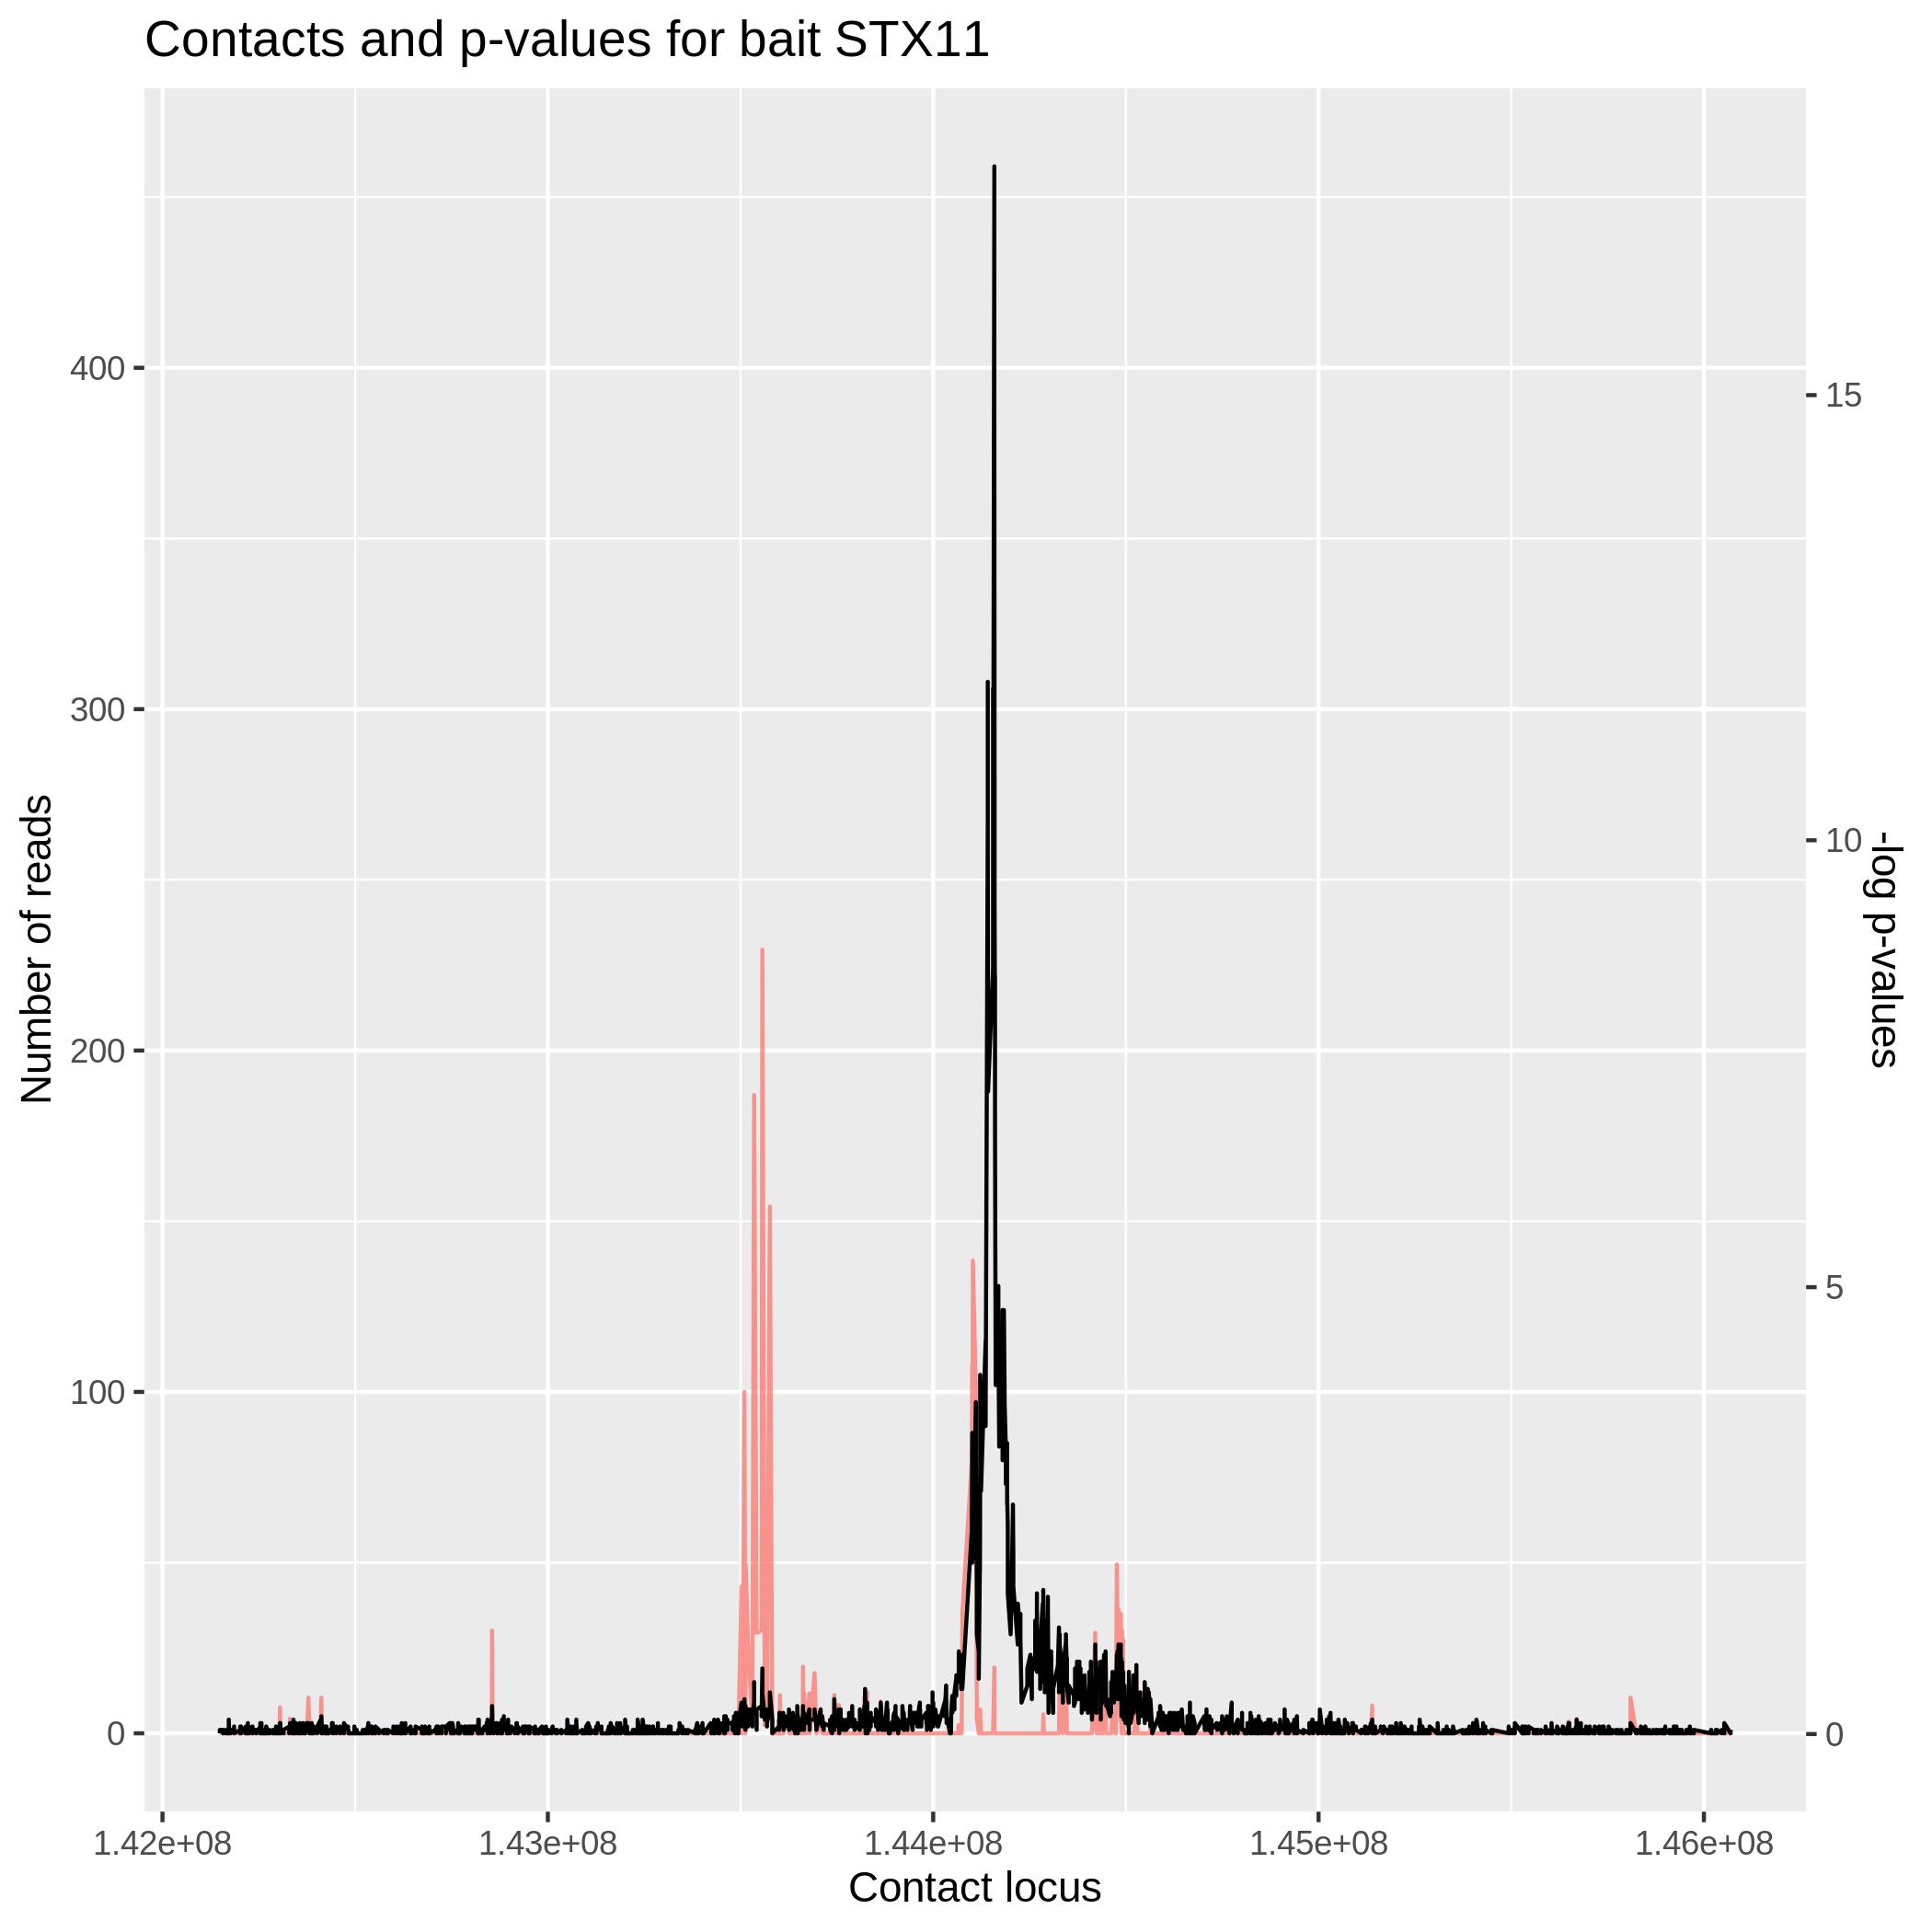 Contacts and p-values for bait STX11
400
300
200
100
0
15
10
5
0
Number of reads
-log p-values
1.42e+08
1.43e+08
1.44e+08
1.45e+08
1.46e+08
Contact locus